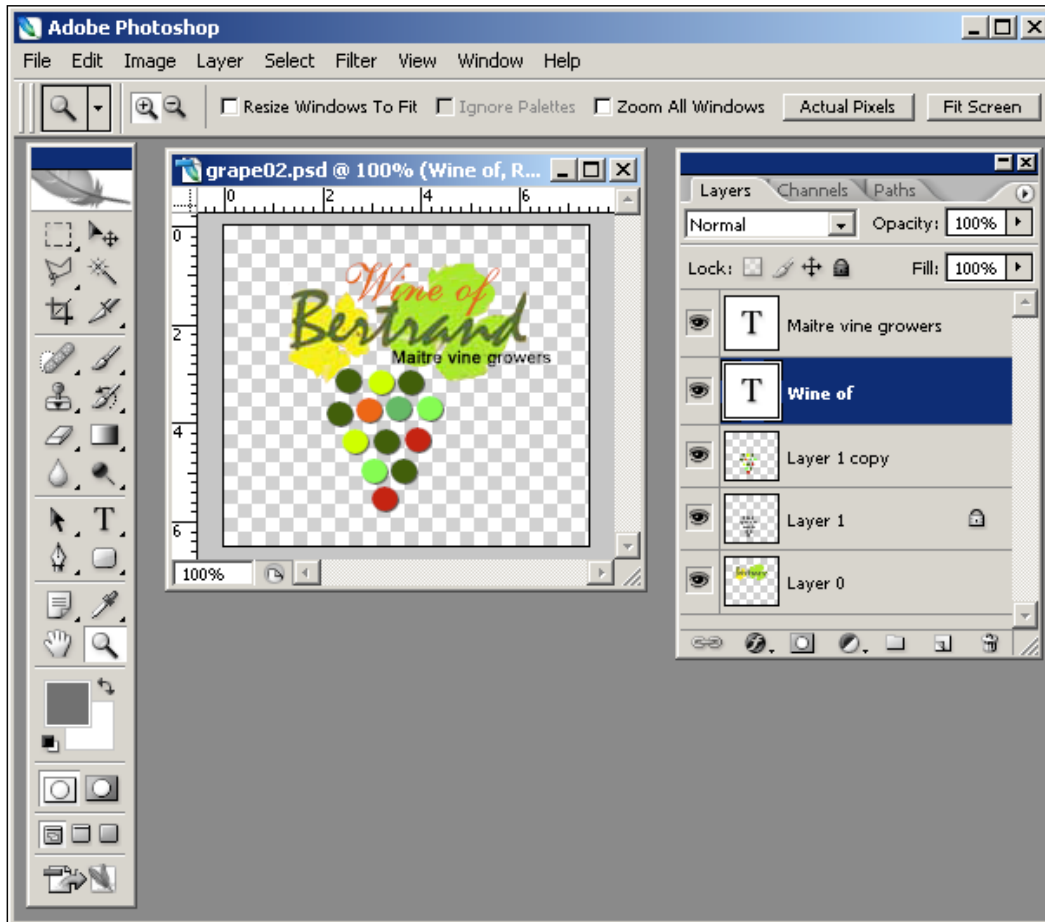 Adobe Photoshop
File Edit Image Layer Select Filter View Window Help
Resize Windows To Fit Ignore Palettes Zoom All Windows Actual Pixels Fit Screen
grape02.psd @ 100% (Wine of, R...
0 2 4 6
0
2
4
6
Wine of
Bertrand
Maitre vine growers
100%
Layers Channels Paths
Normal Opacity: 100%
Lock: Fill: 100%
T Maitre vine growers
T Wine of
Layer 1 copy
Layer 1
Layer 0